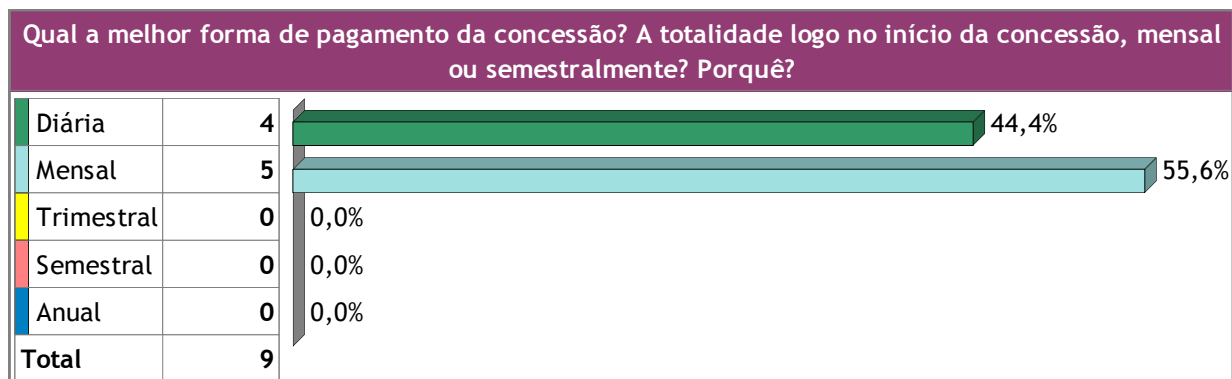 Qual a melhor forma de pagamento da concessão? A totalidade logo no início da concessão, mensal
ou semestralmente? Porquê?
Diária 4 44,4%
Mensal 5 55,6%
Trimestral 0 0,0%
Semestral 0 0,0%
Anual 0 0,0%
Total 9